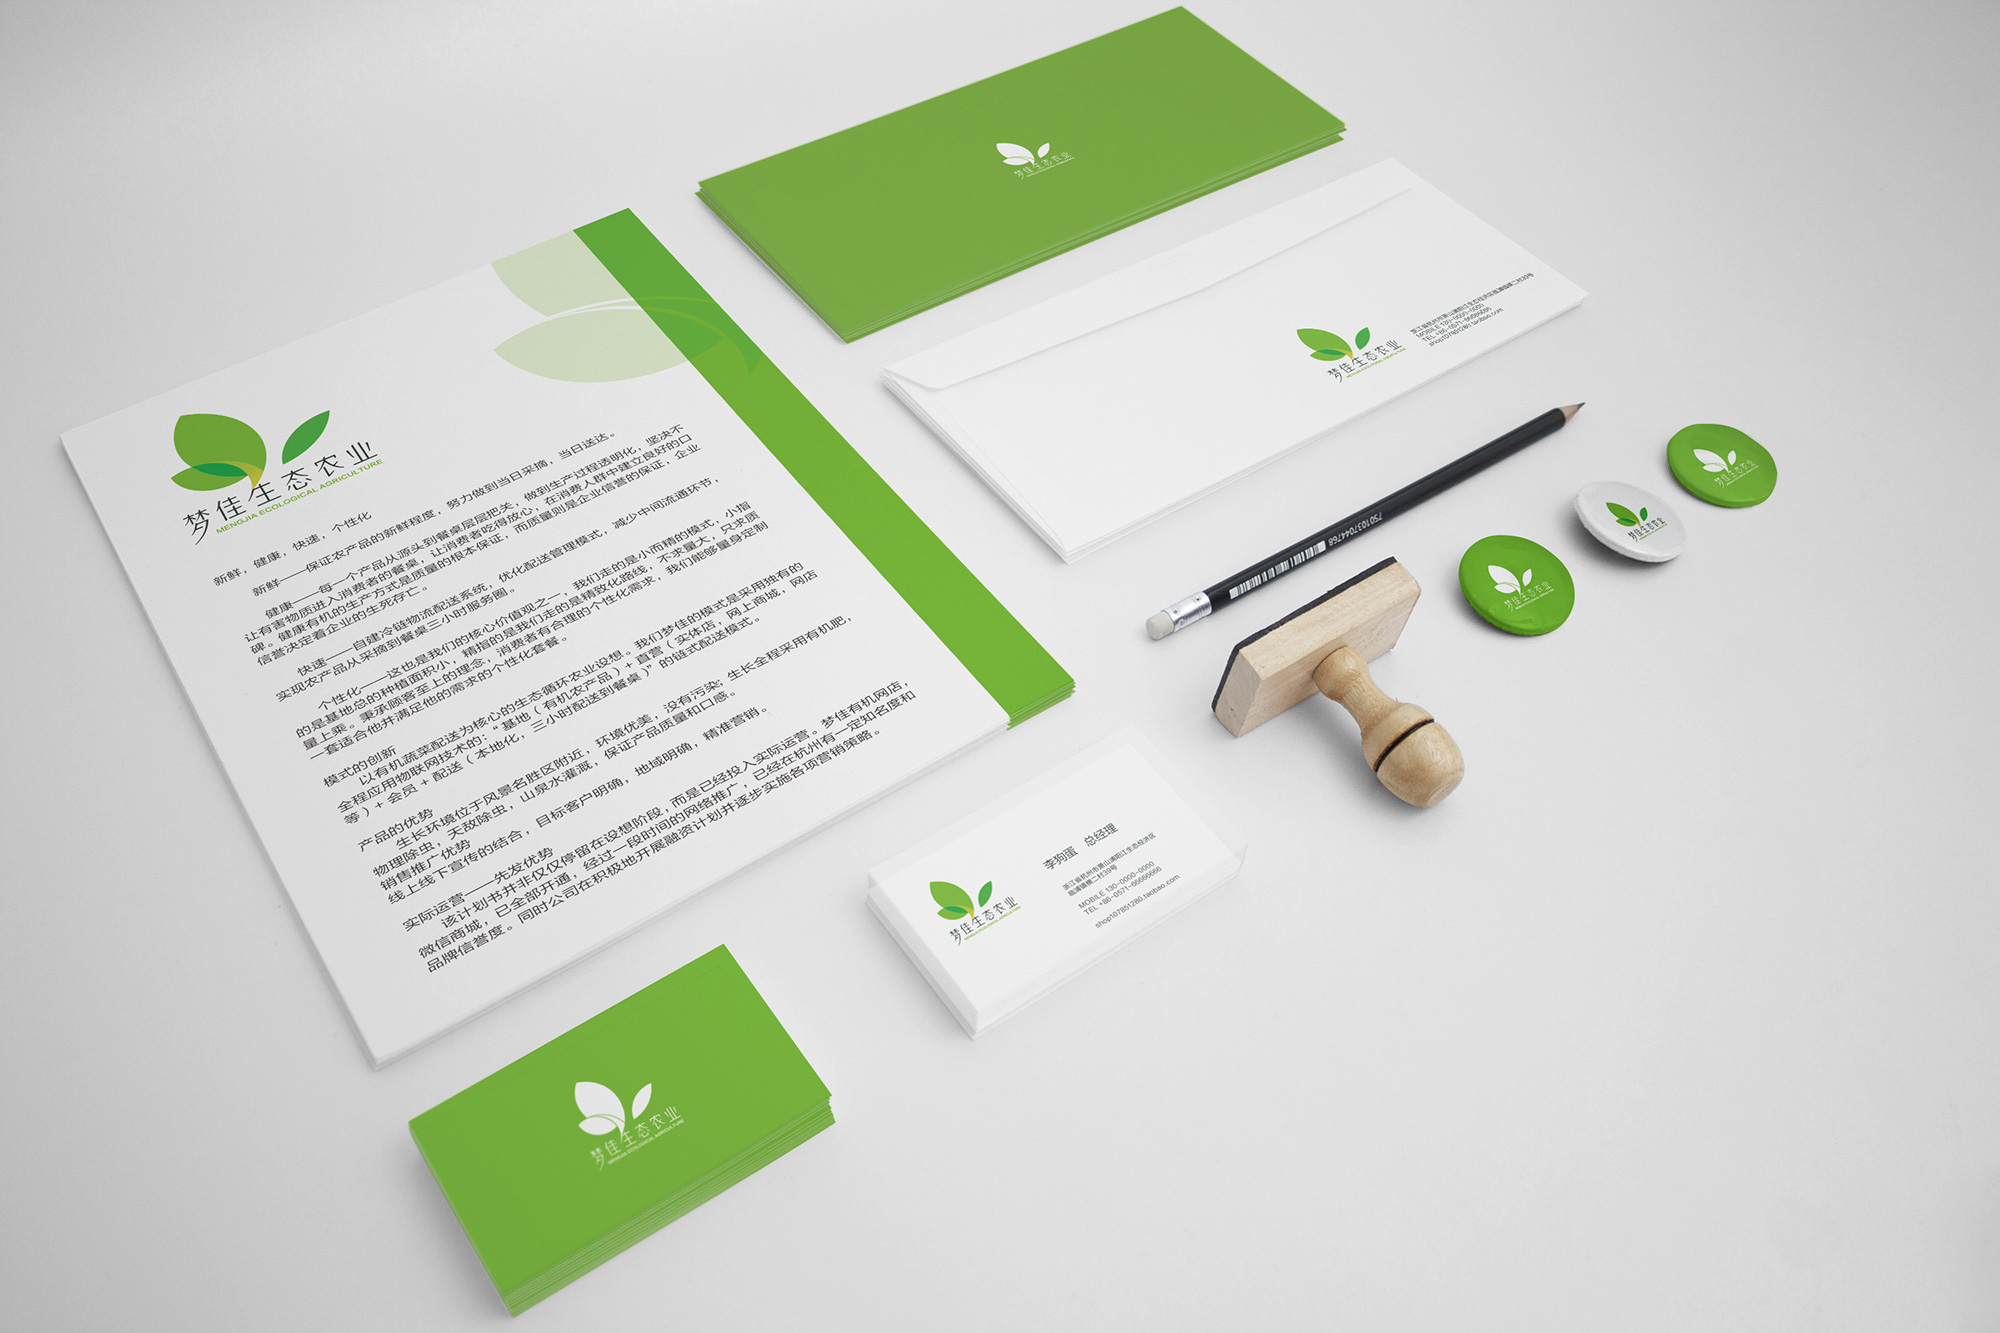 梦佳生态农业
MENGJIA ECOLOGICAL AGRICULTURE
新鲜，健康，快速，个性化
新鲜——保证农产品的新鲜程度，努力做到当日采摘，当日送达。
健康——每一个产品从源头到餐桌层层把关，做到生产过程透明化，坚决不
让有害物质进入消费者的餐桌，让消费者吃得放心，在消费人群中建立良好的口
碑。健康有机的生产方式是质量的根本保证，而质量则是企业信誉的保证，企业
信誉决定着企业的生死存亡。
快速——自建冷链物流配送系统，优化配送管理模式，减少中间流通环节，
实现农产品从采摘到餐桌三小时服务圈。
个性化——这也是我们的核心价值观之一，我们走的是小而精的模式，小指
的是基地总的种植面积小，精指的是我们走的是精致化路线，不求量大，只求质
量上乘。秉承顾客至上的理念，消费者有合理的个性化需求，我们能够量身定制
一套适合他并满足他的需求的个性化套餐。
模式的创新
以有机蔬菜配送为核心的生态循环农业设想。我们梦佳的模式是采用独有的
全程应用物联网技术的：“基地（有机农产品）+ 直营（实体店，网上商城，网店
等）+ 会员 + 配送（本地化，三小时配送到餐桌）”的链式配送模式。
产品的优势
生长环境位于风景名胜区附近，环境优美，没有污染; 生长全程采用有机肥，
物理除虫，天敌除虫，山泉水灌溉，保证产品质量和口感。
销售推广优势
线上线下宣传的结合，目标客户明确，地域明确，精准营销。
实际运营——先发优势
该计划书并非仅仅停留在设想阶段，而是已经投入实际运营。梦佳有机网店，
微信商城，已全部开通，经过一段时间的网络推广，已经在杭州有一定知名度和
品牌信誉度。同时公司在积极地开展融资计划并逐步实施各项营销策略。
梦佳生态农业
梦佳生态农业
浙江省杭州市萧山浦阳江生态经济区临浦镇横二村39号
MOBILE 130-0000-0000
TEL +86-0571-66666666
shop107851280.taobao.com
7501037044768
梦佳生态农业
梦佳生态农业
梦佳生态农业
梦佳生态农业
李狗蛋 总经理
浙江省杭州市萧山浦阳江生态经济区
临浦镇横二村39号
MOBILE 130-0000-0000
TEL +86-0571-66666666
shop107851280.taobao.com
梦佳生态农业
MENGJIA ECOLOGICAL AGRICULTURE